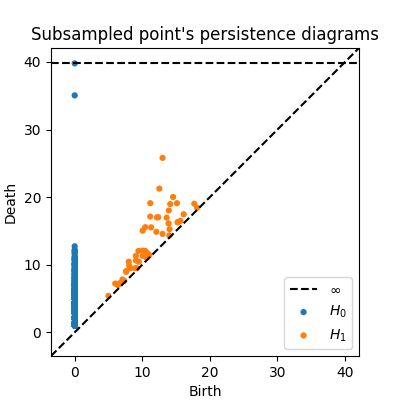 Subsampled point's persistence diagrams
40
30
20
10
0
Death
0 10 20 30 40
Birth
∞
H₀
H₁